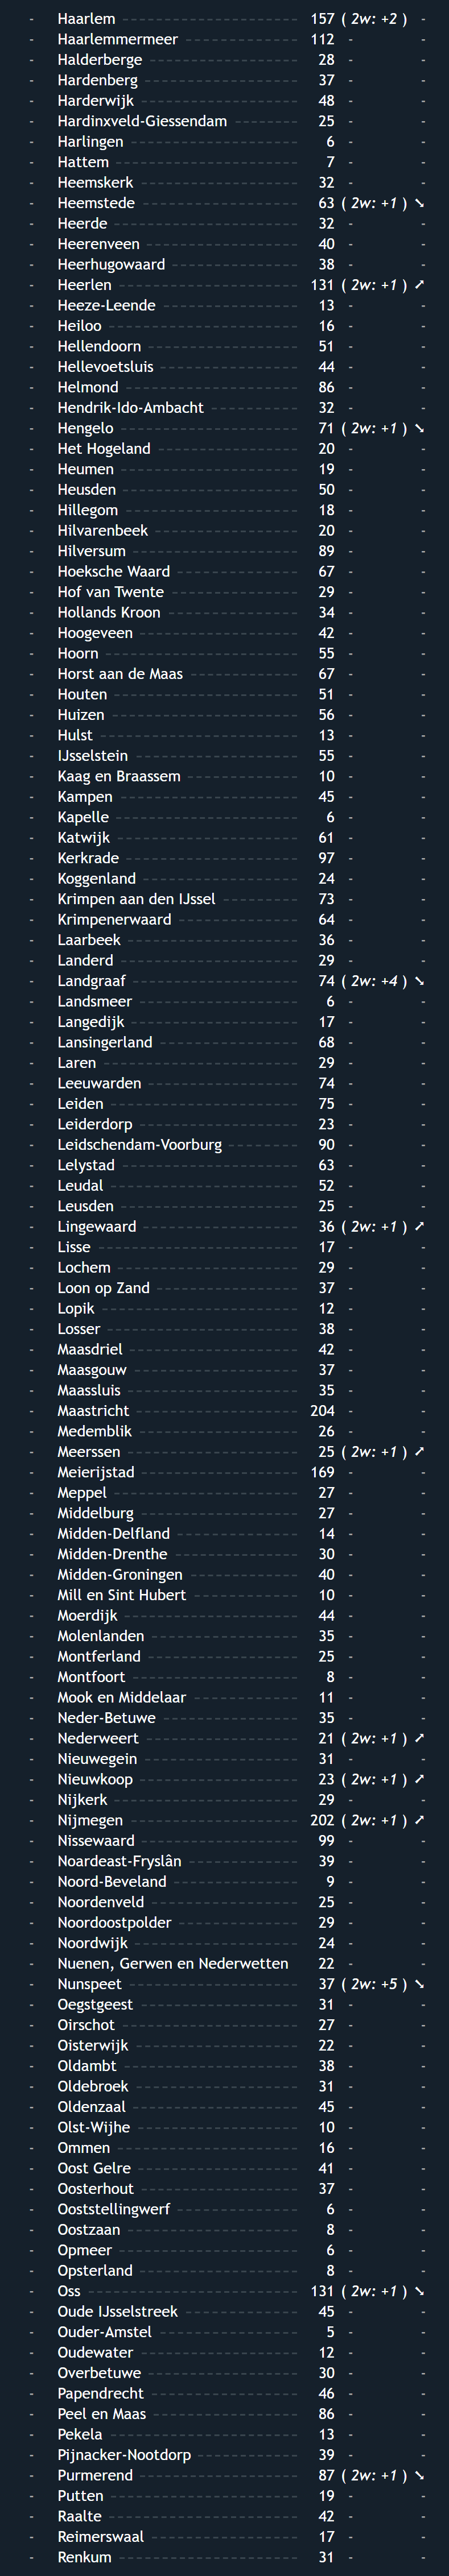 - Haarlem 157 ( 2w: +2 ) -
- Haarlemmermeer 112 - -
- Halderberge 28 - -
- Hardenberg 37 - -
- Harderwijk 48 - -
- Hardinxveld-Giessendam 25 - -
- Harlingen 6 - -
- Hattem 7 - -
- Heemskerk 32 - -
- Heemstede 63 ( 2w: +1 ) ➘
- Heerde 32 - -
- Heerenveen 40 - -
- Heerhugowaard 38 - -
- Heerlen 131 ( 2w: +1 ) ➚
- Heeze-Leende 13 - -
- Heiloo 16 - -
- Hellendoorn 51 - -
- Hellevoetsluis 44 - -
- Helmond 86 - -
- Hendrik-Ido-Ambacht 32 - -
- Hengelo 71 ( 2w: +1 ) ➘
- Het Hogeland 20 - -
- Heumen 19 - -
- Heusden 50 - -
- Hillegom 18 - -
- Hilvarenbeek 20 - -
- Hilversum 89 - -
- Hoeksche Waard 67 - -
- Hof van Twente 29 - -
- Hollands Kroon 34 - -
- Hoogeveen 42 - -
- Hoorn 55 - -
- Horst aan de Maas 67 - -
- Houten 51 - -
- Huizen 56 - -
- Hulst 13 - -
- IJsselstein 55 - -
- Kaag en Braassem 10 - -
- Kampen 45 - -
- Kapelle 6 - -
- Katwijk 61 - -
- Kerkrade 97 - -
- Koggenland 24 - -
- Krimpen aan den IJssel 73 - -
- Krimpenerwaard 64 - -
- Laarbeek 36 - -
- Landerd 29 - -
- Landgraaf 74 ( 2w: +4 ) ➘
- Landsmeer 6 - -
- Langedijk 17 - -
- Lansingerland 68 - -
- Laren 29 - -
- Leeuwarden 74 - -
- Leiden 75 - -
- Leiderdorp 23 - -
- Leidschendam-Voorburg 90 - -
- Lelystad 63 - -
- Leudal 52 - -
- Leusden 25 - -
- Lingewaard 36 ( 2w: +1 ) ➚
- Lisse 17 - -
- Lochem 29 - -
- Loon op Zand 37 - -
- Lopik 12 - -
- Losser 38 - -
- Maasdriel 42 - -
- Maasgouw 37 - -
- Maassluis 35 - -
- Maastricht 204 - -
- Medemblik 26 - -
- Meerssen 25 ( 2w: +1 ) ➚
- Meierijstad 169 - -
- Meppel 27 - -
- Middelburg 27 - -
- Midden-Delfland 14 - -
- Midden-Drenthe 30 - -
- Midden-Groningen 40 - -
- Mill en Sint Hubert 10 - -
- Moerdijk 44 - -
- Molenlanden 35 - -
- Montferland 25 - -
- Montfoort 8 - -
- Mook en Middelaar 11 - -
- Neder-Betuwe 35 - -
- Nederweert 21 ( 2w: +1 ) ➚
- Nieuwegein 31 - -
- Nieuwkoop 23 ( 2w: +1 ) ➚
- Nijkerk 29 - -
- Nijmegen 202 ( 2w: +1 ) ➚
- Nissewaard 99 - -
- Noardeast-Fryslân 39 - -
- Noord-Beveland 9 - -
- Noordenveld 25 - -
- Noordoostpolder 29 - -
- Noordwijk 24 - -
- Nuenen, Gerwen en Nederwetten 22 - -
- Nunspeet 37 ( 2w: +5 ) ➘
- Oegstgeest 31 - -
- Oirschot 27 - -
- Oisterwijk 22 - -
- Oldambt 38 - -
- Oldebroek 31 - -
- Oldenzaal 45 - -
- Olst-Wijhe 10 - -
- Ommen 16 - -
- Oost Gelre 41 - -
- Oosterhout 37 - -
- Ooststellingwerf 6 - -
- Oostzaan 8 - -
- Opmeer 6 - -
- Opsterland 8 - -
- Oss 131 ( 2w: +1 ) ➘
- Oude IJsselstreek 45 - -
- Ouder-Amstel 5 - -
- Oudewater 12 - -
- Overbetuwe 30 - -
- Papendrecht 46 - -
- Peel en Maas 86 - -
- Pekela 13 - -
- Pijnacker-Nootdorp 39 - -
- Purmerend 87 ( 2w: +1 ) ➘
- Putten 19 - -
- Raalte 42 - -
- Reimerswaal 17 - -
- Renkum 31 - -